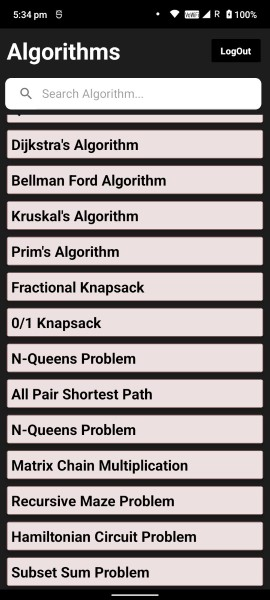 5:34 pm
R 100%
Algorithms
LogOut
Search Algorithm...
Dijkstra's Algorithm
Bellman Ford Algorithm
Kruskal's Algorithm
Prim's Algorithm
Fractional Knapsack
0/1 Knapsack
N-Queens Problem
All Pair Shortest Path
N-Queens Problem
Matrix Chain Multiplication
Recursive Maze Problem
Hamiltonian Circuit Problem
Subset Sum Problem